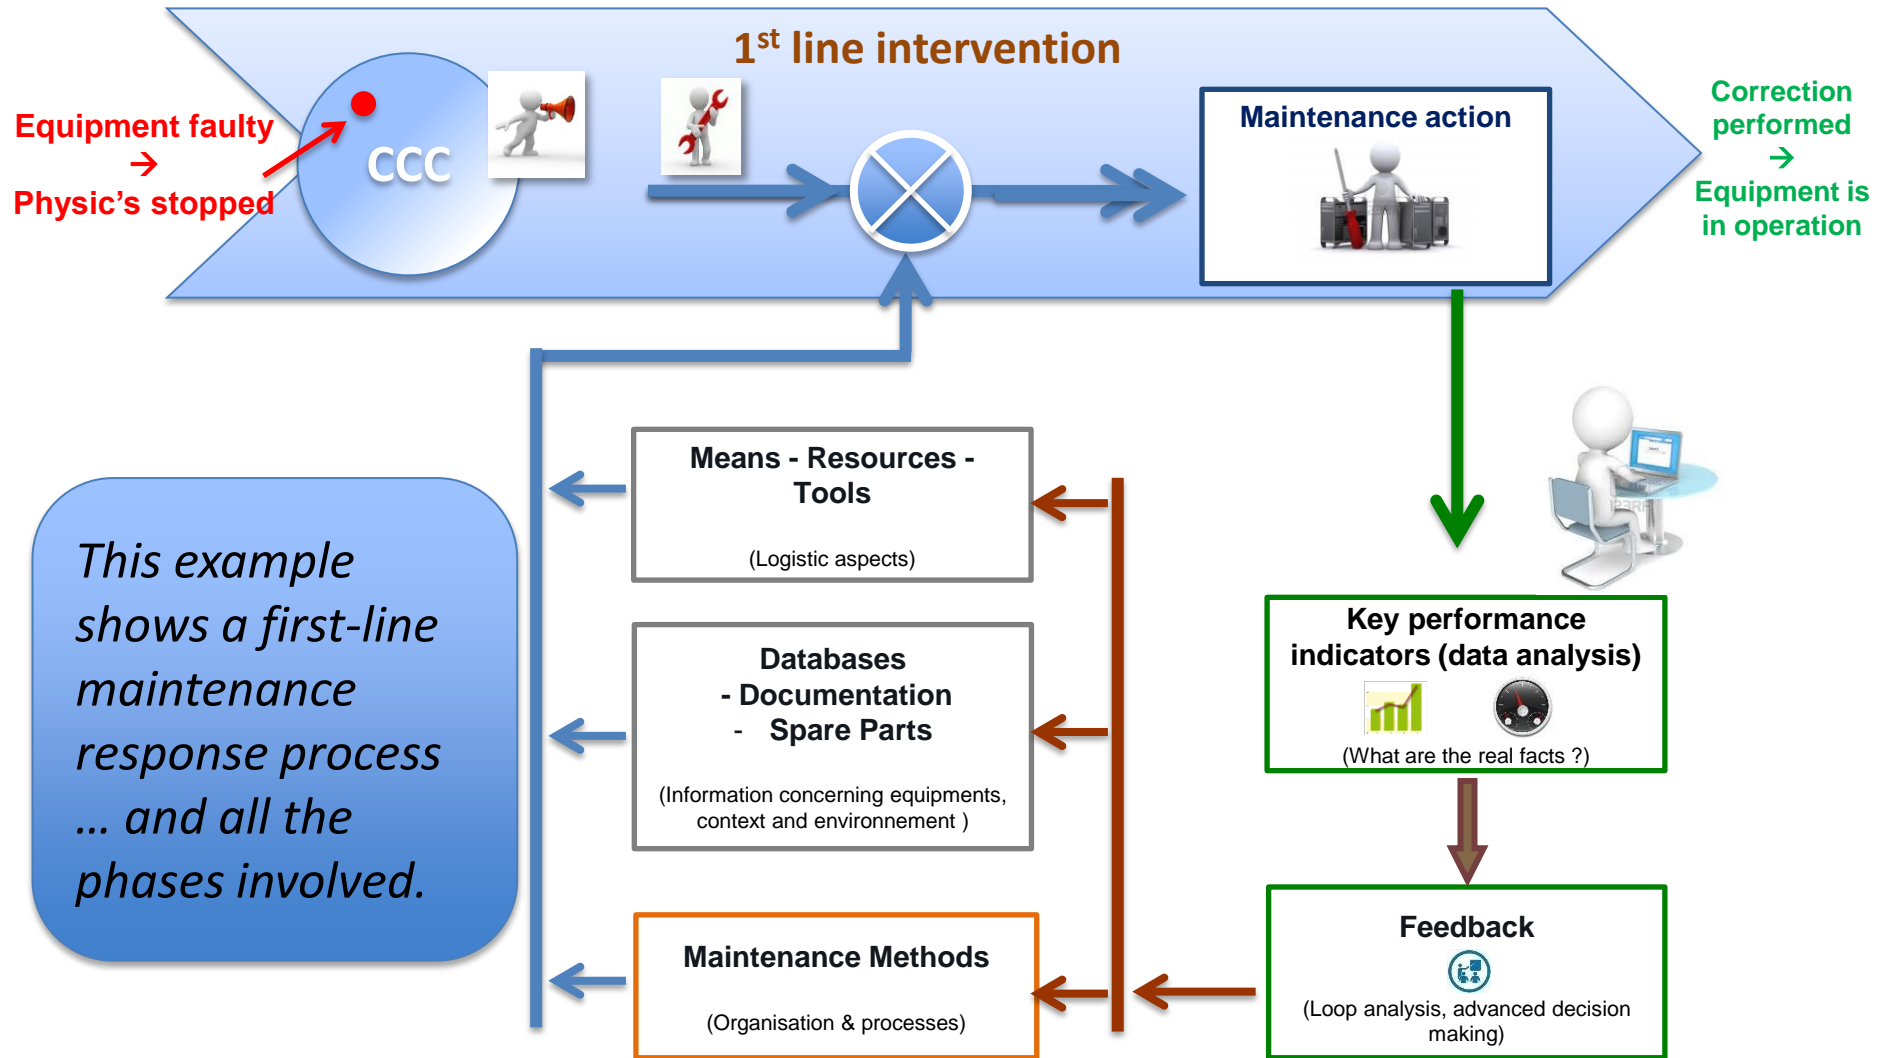 1st line intervention
Equipment faulty
→
Physic's stopped
CCC
Maintenance action
Correction
performed
→
Equipment is
in operation
This example
shows a first-line
maintenance
response process
… and all the
phases involved.
Means - Resources -
Tools
(Logistic aspects)
Databases
- Documentation
- Spare Parts
(Information concerning equipments,
context and environnement )
Maintenance Methods
(Organisation & processes)
123RF
Key performance
indicators (data analysis)
(What are the real facts ?)
Feedback
(Loop analysis, advanced decision
making)